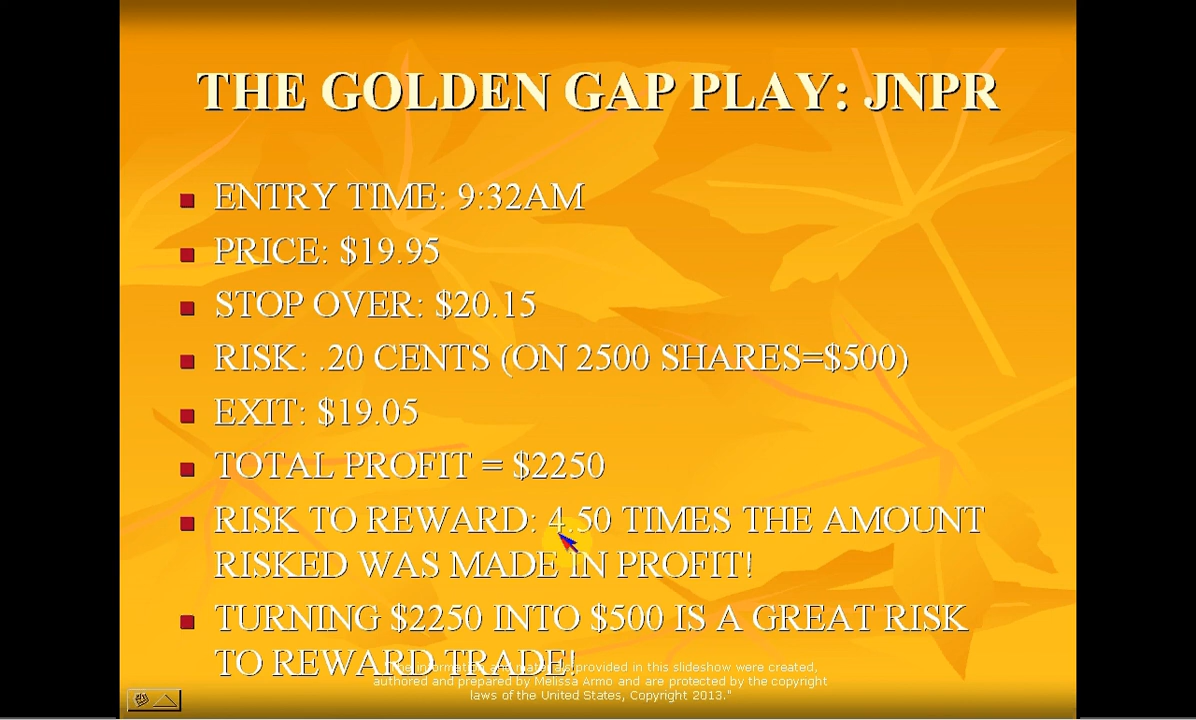 THE GOLDEN GAP PLAY: JNPR
ENTRY TIME: 9:32AM
PRICE: $19.95
STOP OVER: $20.15
RISK: .20 CENTS (ON 2500 SHARES=$500)
EXIT: $19.05
TOTAL PROFIT = $2250
RISK TO REWARD: 4.50 TIMES THE AMOUNT
RISKED WAS MADE IN PROFIT!
TURNING $2250 INTO $500 IS A GREAT RISK
TO REWARD TRADE!
"The information and materials provided in this slideshow were created,
authored and prepared by Melissa Armo and are protected by the copyright
laws of the United States, Copyright 2013."